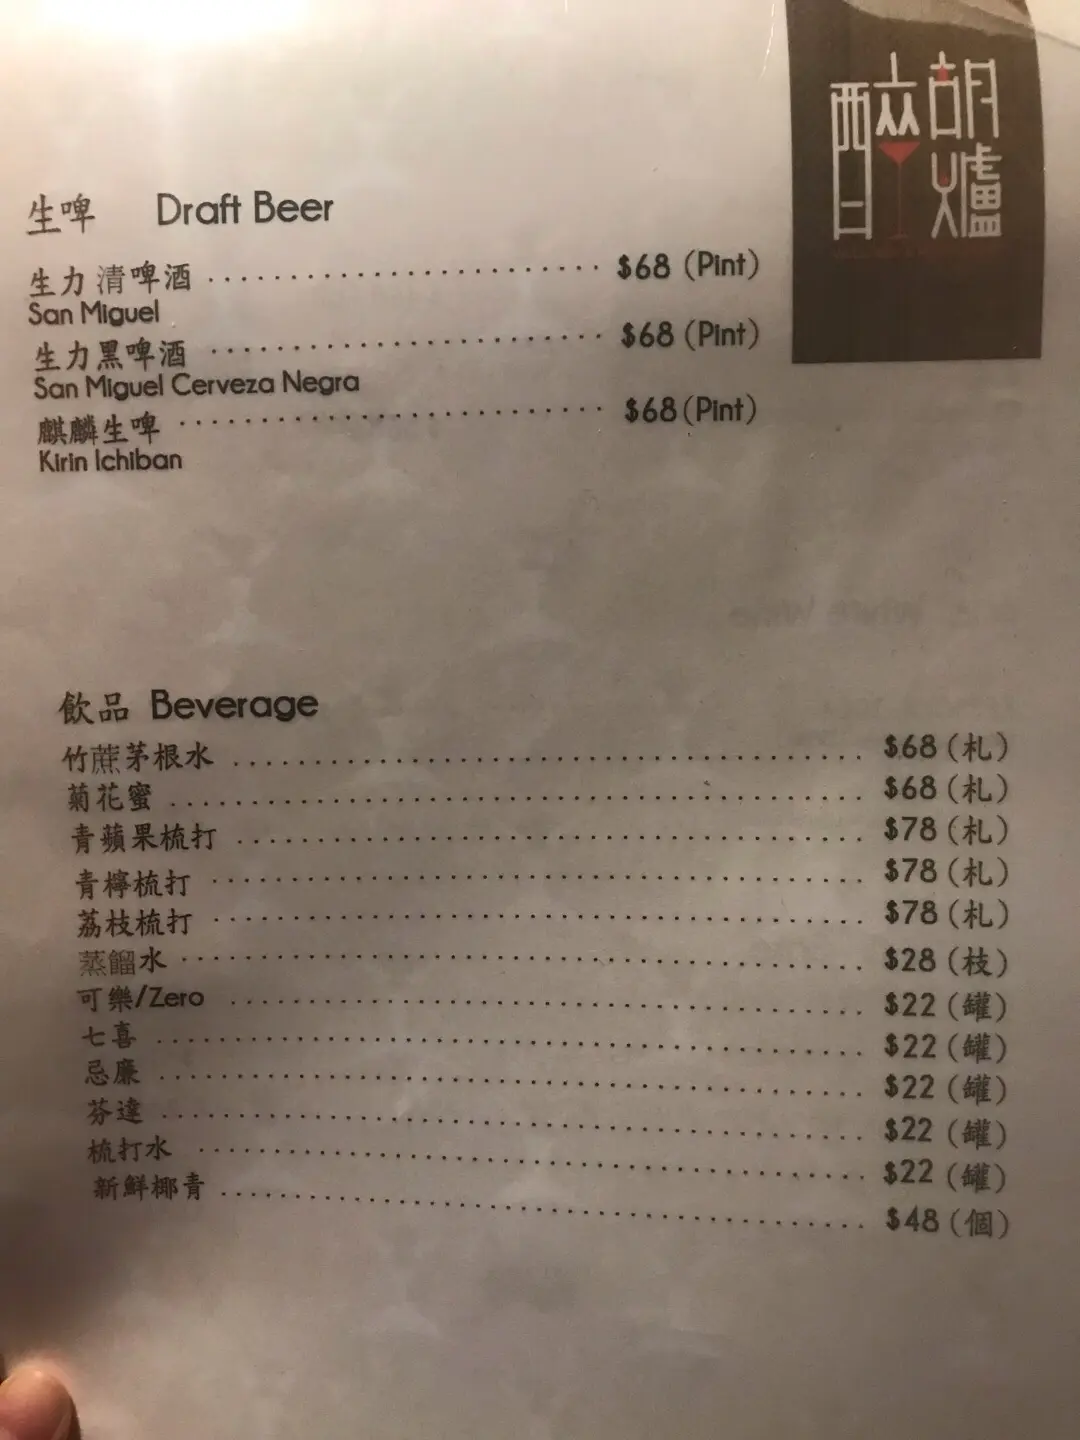 醉胡爐
生啤 Draft Beer
生力清啤酒 $68 (Pint)
San Miguel
生力黑啤酒 $68 (Pint)
San Miguel Cerveza Negra
麒麟生啤 $68 (Pint)
Kirin Ichiban
飲品 Beverage
竹蔗茅根水 $68 (札)
菊花蜜 $68 (札)
青蘋果梳打 $78 (札)
青檸梳打 $78 (札)
荔枝梳打 $78 (札)
蒸餾水 $28 (枝)
可樂/Zero $22 (罐)
七喜 $22 (罐)
忌廉 $22 (罐)
芬達 $22 (罐)
梳打水 $22 (罐)
新鮮椰青 $48 (個)